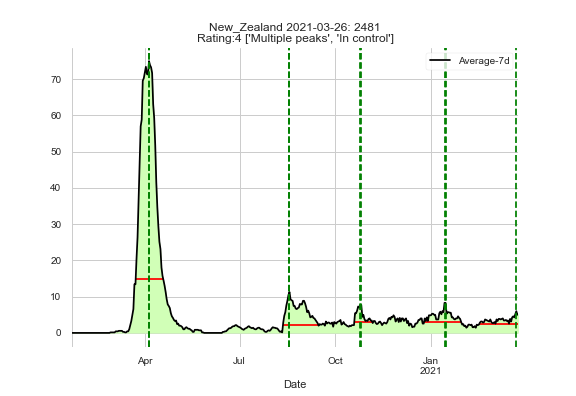 New_Zealand 2021-03-26: 2481
Rating:4 ['Multiple peaks', 'In control']
Average-7d
70
60
50
40
30
20
10
0
Apr
Jul
Oct
Jan
2021
Date